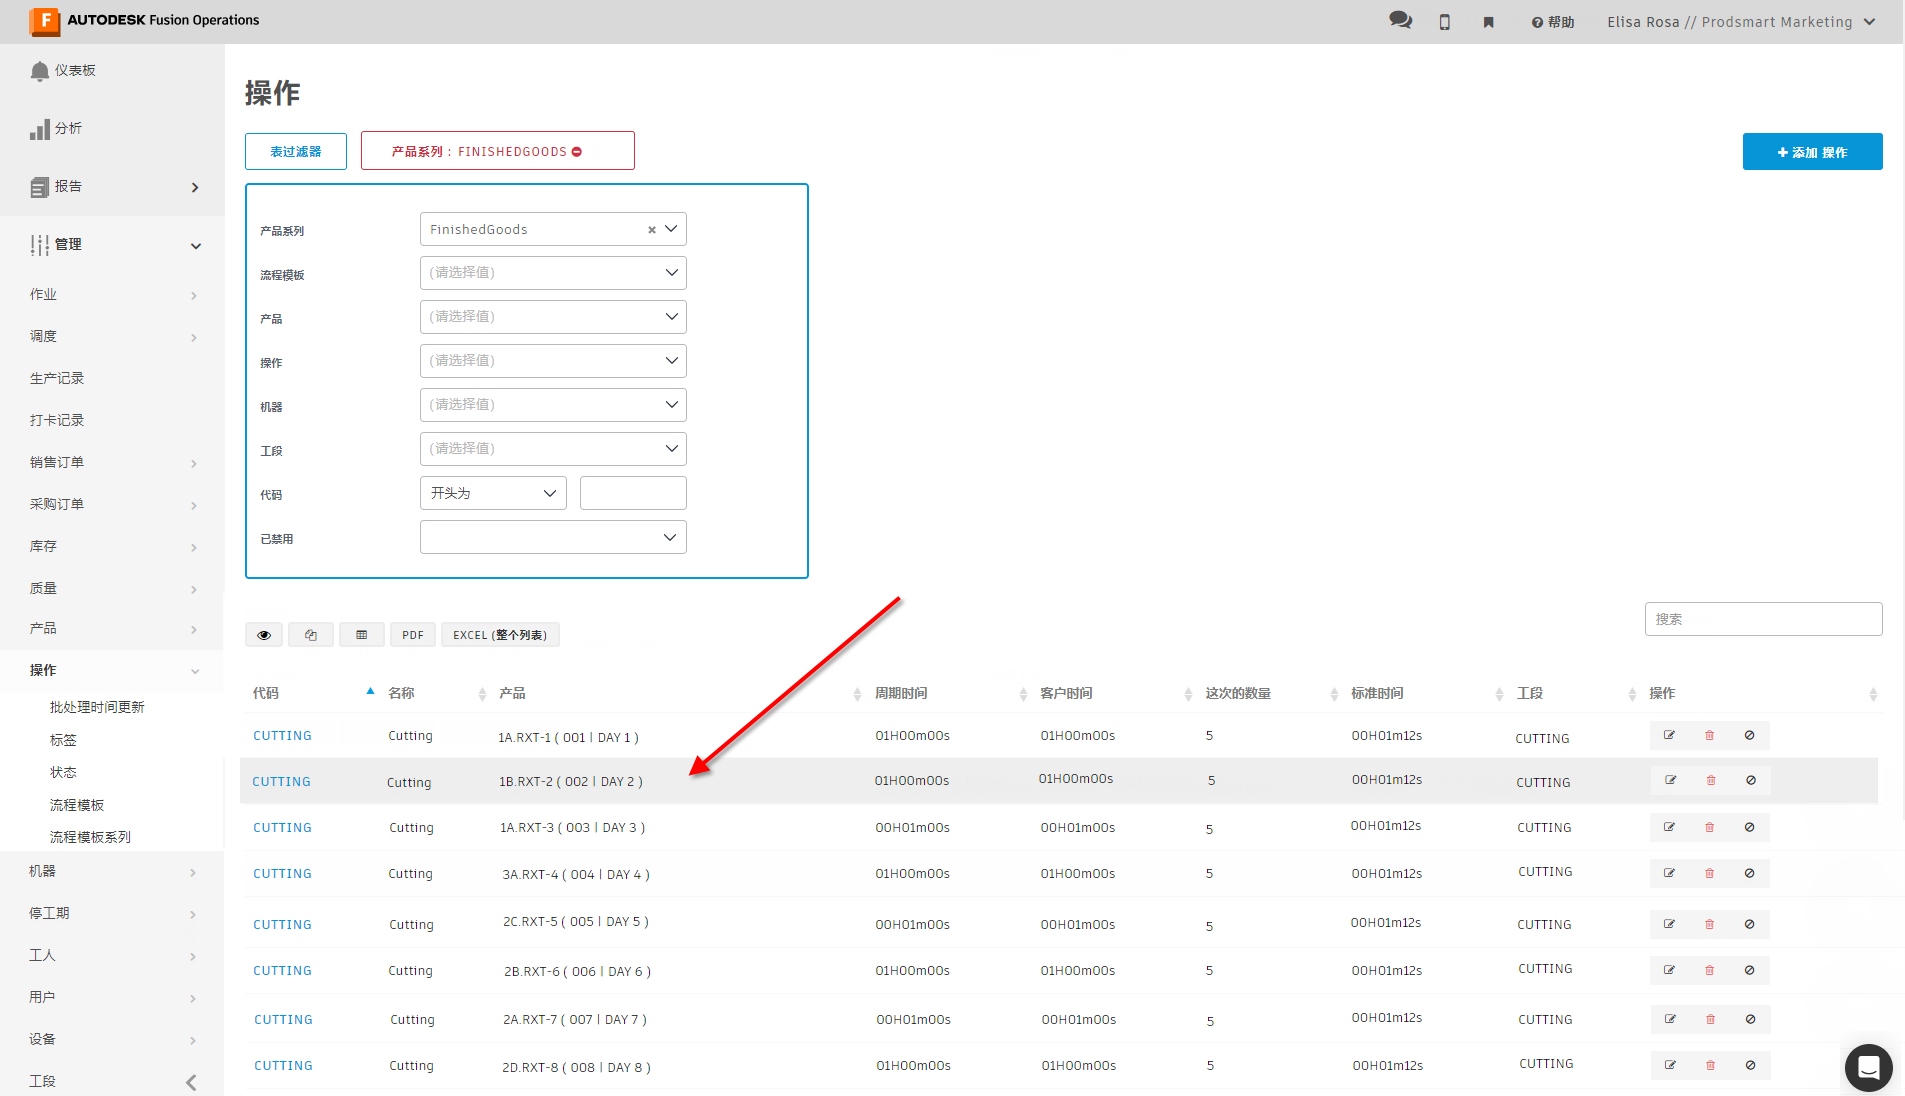 AUTODESK Fusion Operations
帮助
Elisa Rosa // Prodsmart Marketing
仪表板
分析
报告
管理
作业
调度
生产记录
打卡记录
销售订单
采购订单
库存
质量
产品
操作
批处理时间更新
标签
状态
流程模板
流程模板系列
机器
停工期
工人
用户
设备
工段
操作
表过滤器
产品系列 : FINISHEDGOODS
添加 操作
产品系列 FinishedGoods
流程模板 (请选择值)
产品 (请选择值)
操作 (请选择值)
机器 (请选择值)
工段 (请选择值)
代码 开头为
已禁用
PDF
EXCEL (整个列表)
搜索
代码 名称 产品 周期时间 客户时间 这次的数量 标准时间 工段 操作
CUTTING Cutting 1A.RXT-1 ( 001 | DAY 1 ) 01H00m00s 01H00m00s 5 00H01m12s CUTTING
CUTTING Cutting 1B.RXT-2 ( 002 | DAY 2 ) 01H00m00s 01H00m00s 5 00H01m12s CUTTING
CUTTING Cutting 1A.RXT-3 ( 003 | DAY 3 ) 00H01m00s 00H01m00s 5 00H01m12s CUTTING
CUTTING Cutting 3A.RXT-4 ( 004 | DAY 4 ) 01H00m00s 01H00m00s 5 00H01m12s CUTTING
CUTTING Cutting 2C.RXT-5 ( 005 | DAY 5 ) 00H01m00s 00H01m00s 5 00H01m12s CUTTING
CUTTING Cutting 2B.RXT-6 ( 006 | DAY 6 ) 01H00m00s 01H00m00s 5 00H01m12s CUTTING
CUTTING Cutting 2A.RXT-7 ( 007 | DAY 7 ) 00H01m00s 00H01m00s 5 00H01m12s CUTTING
CUTTING Cutting 2D.RXT-8 ( 008 | DAY 8 ) 01H00m00s 01H00m00s 5 00H01m12s CUTTING